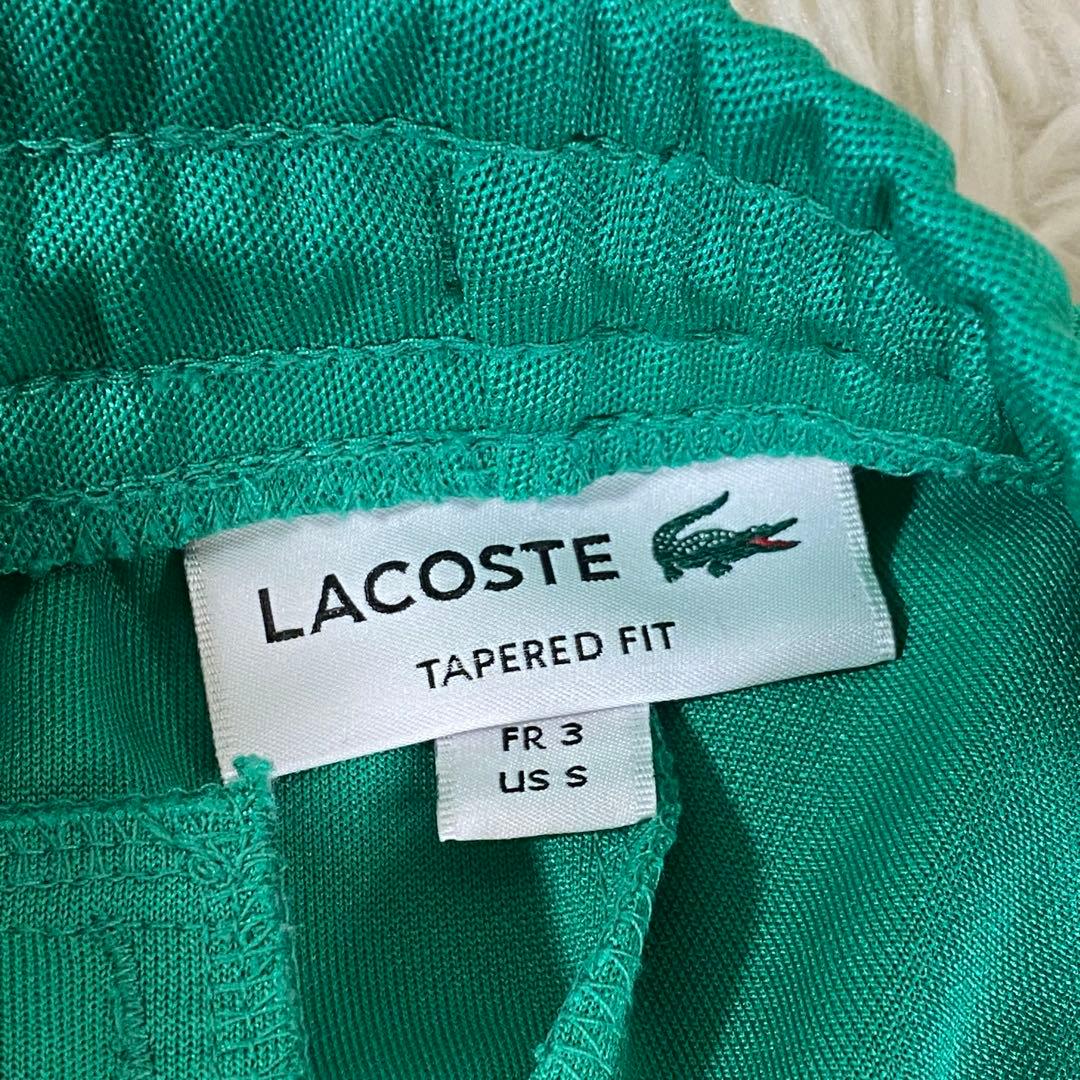 LACOSTE
TAPERED FIT
FR 3
US S